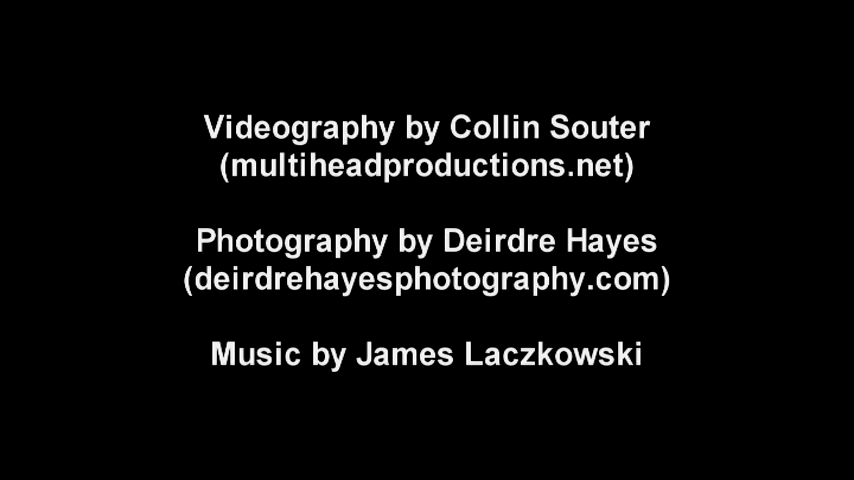 Videography by Collin Souter
(multiheadproductions.net)
Photography by Deirdre Hayes
(deirdrehayesphotography.com)
Music by James Laczkowski